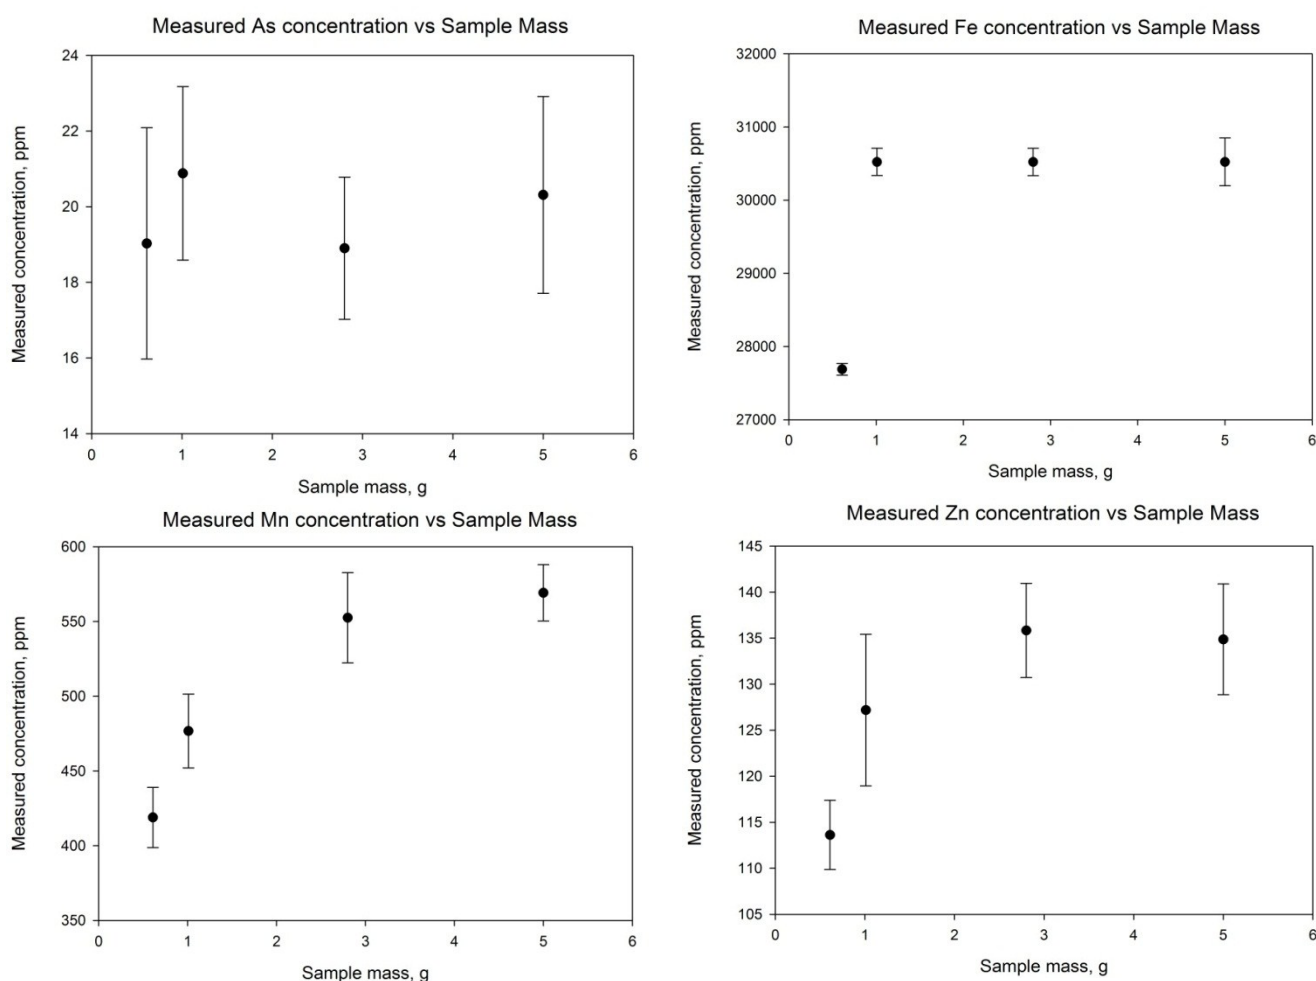 Measured As concentration vs Sample Mass
24
22
20
18
16
14
Measured concentration, ppm
0 1 2 3 4 5 6
Sample mass, g
Measured Fe concentration vs Sample Mass
32000
31000
30000
29000
28000
27000
Measured concentration, ppm
0 1 2 3 4 5 6
Sample mass, g
Measured Mn concentration vs Sample Mass
600
550
500
450
400
350
Measured concentration, ppm
0 1 2 3 4 5 6
Sample mass, g
Measured Zn concentration vs Sample Mass
145
140
135
130
125
120
115
110
105
Measured concentration, ppm
0 1 2 3 4 5 6
Sample mass, g